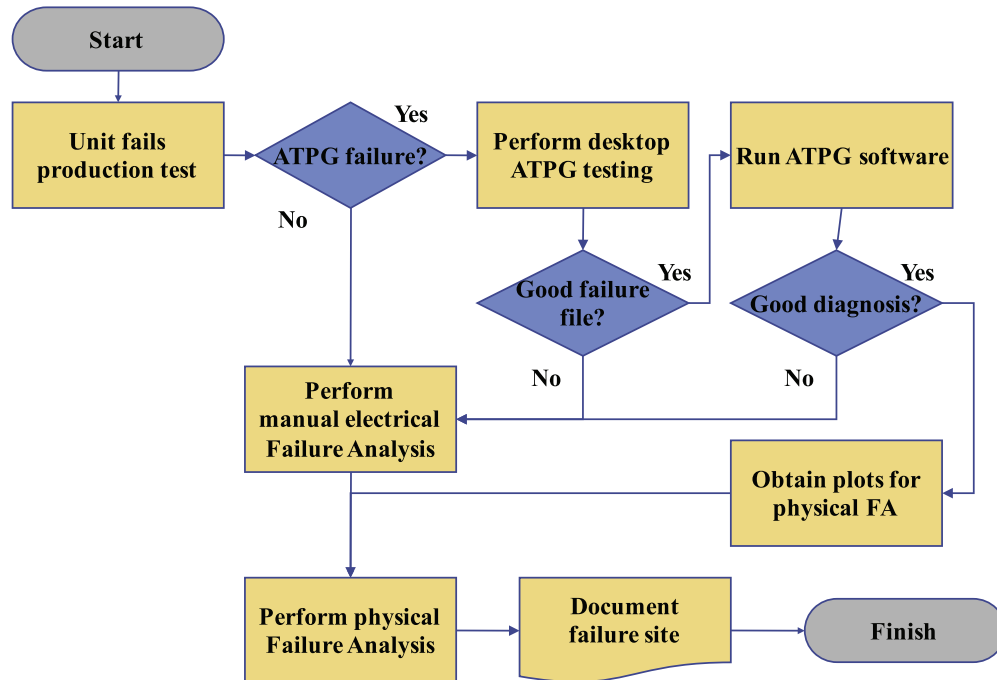 Start
Unit fails
production test
ATPG failure?
Yes
No
Perform desktop
ATPG testing
Run ATPG software
Good failure
file?
Yes
No
Good diagnosis?
Yes
No
Perform
manual electrical
Failure Analysis
Obtain plots for
physical FA
Perform physical
Failure Analysis
Document
failure site
Finish